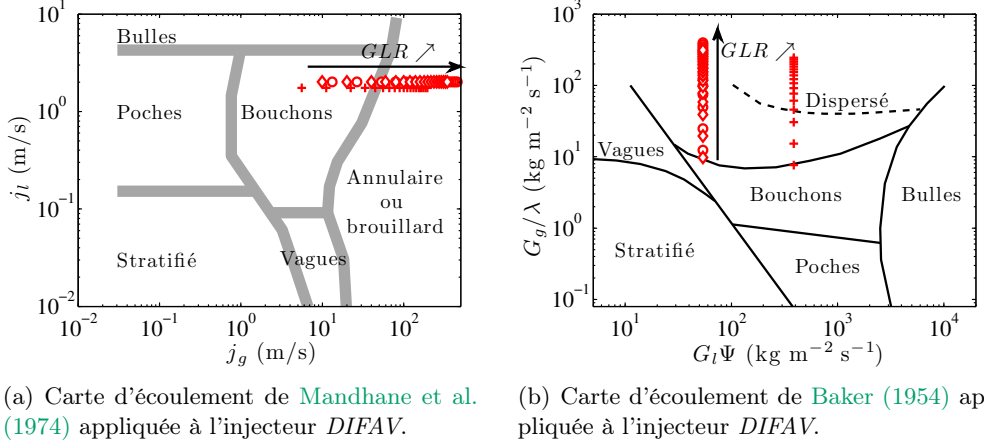 10^1
10^0
10^-1
10^-2
j_l (m/s)
Bulles
GLR ↗
Poches
Bouchons
Annulaire
ou
brouillard
Stratifié
Vagues
10^-2
10^0
10^1
10^2
j_g (m/s)
(a) Carte d'écoulement de Mandhane et al.
(1974) appliquée à l'injecteur DIFAV.
10^3
10^2
10^1
10^0
10^-1
G_g/λ (kg m^-2 s^-1)
GLR ↗
Dispersé
Vagues
Bouchons
Bulles
Stratifié
Poches
10^1
10^2
10^3
10^4
G_lΨ (kg m^-2 s^-1)
(b) Carte d'écoulement de Baker (1954) ap
pliquée à l'injecteur DIFAV.